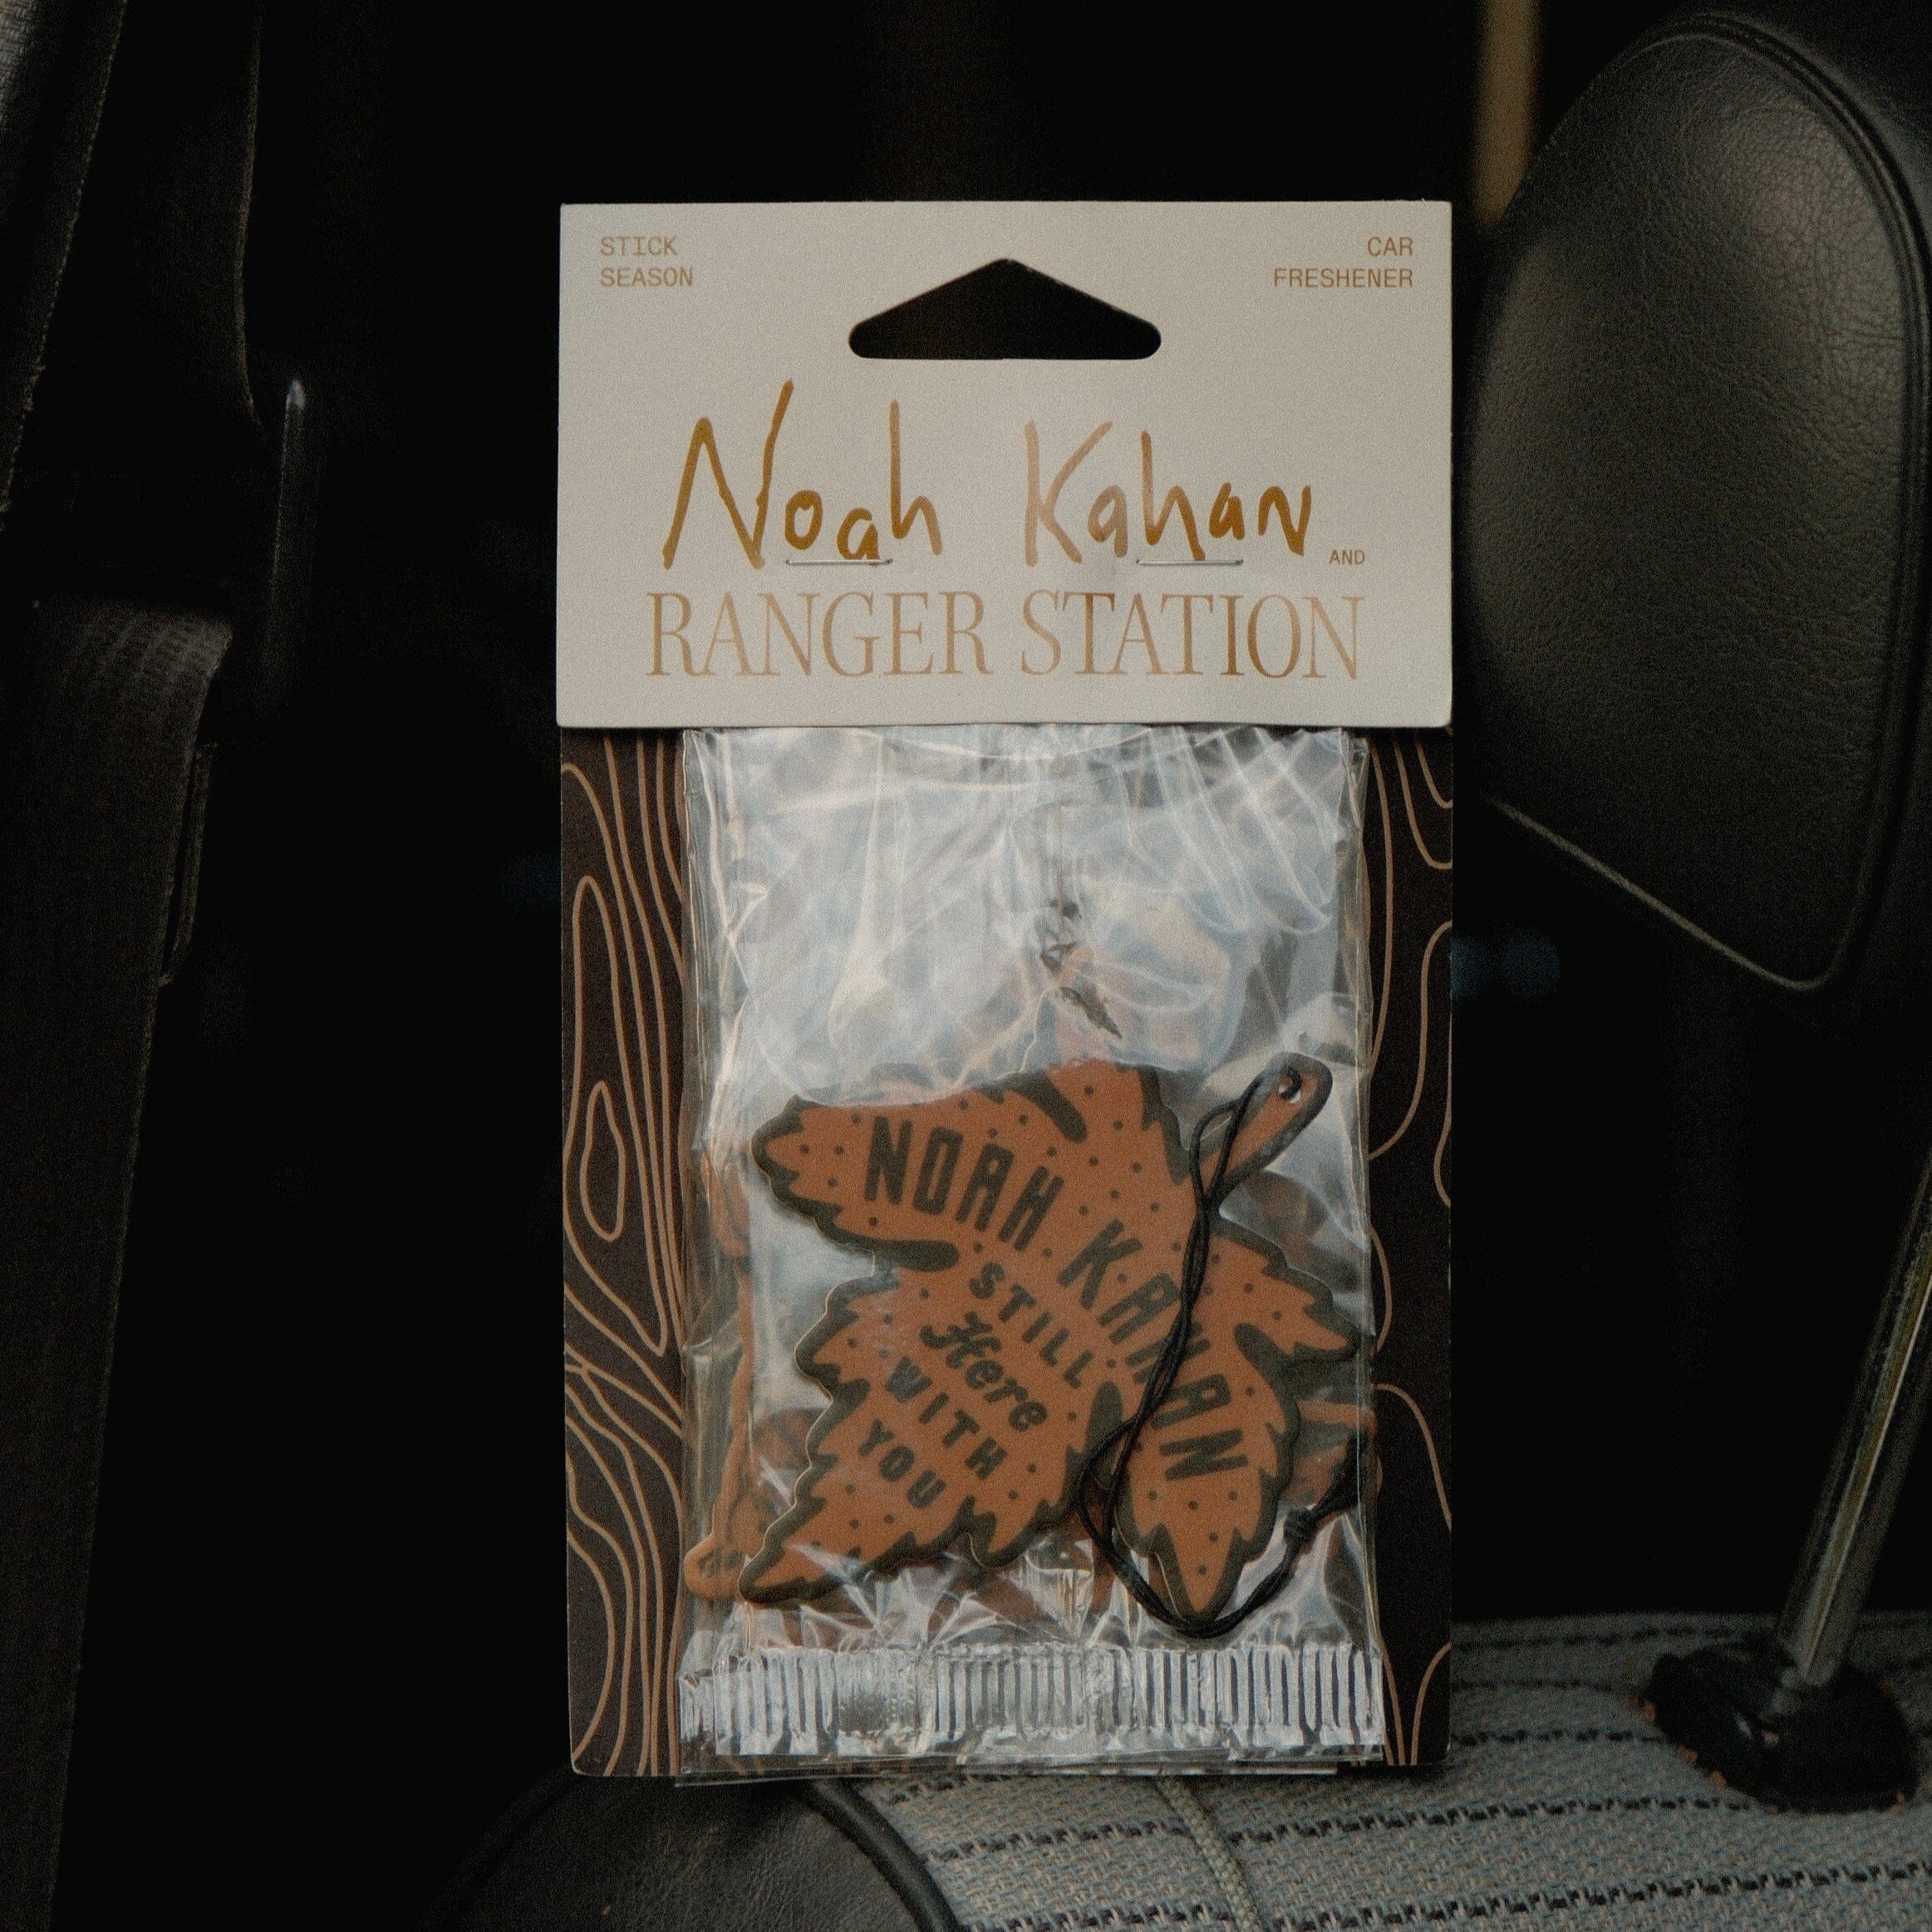 STICK
SEASON
CAR
FRESHENER
Noah Kahan AND
RANGER STATION
NOAH KAHAN
STILL
Here
WITH
YOU